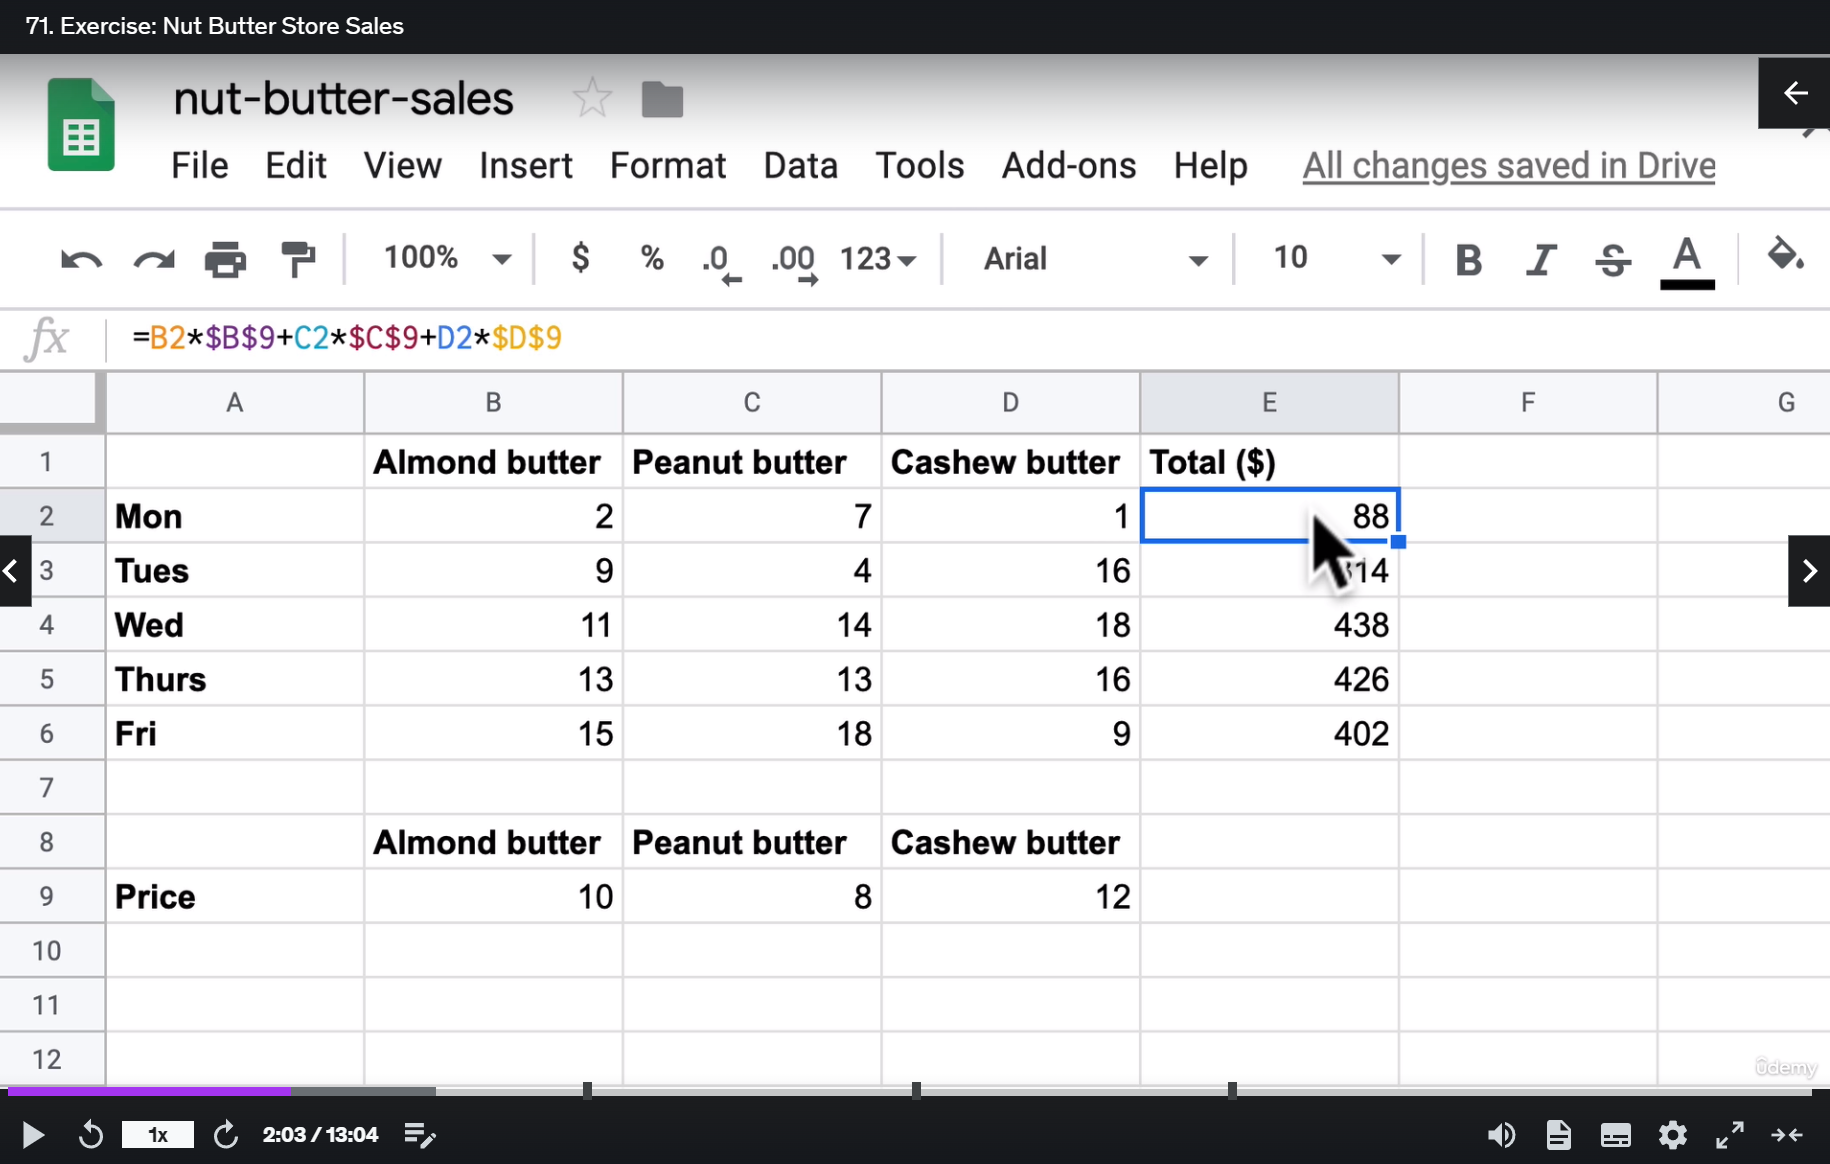 71. Exercise: Nut Butter Store Sales
nut-butter-sales
File Edit View Insert Format Data Tools Add-ons Help All changes saved in Drive
100% $ % .0 .00 123 Arial 10 B I S A
fx =B2*$B$9+C2*$C$9+D2*$D$9
A B C D E F G
1 Almond butter Peanut butter Cashew butter Total ($)
2 Mon 2 7 1 88
3 Tues 9 4 16 14
4 Wed 11 14 18 438
5 Thurs 13 13 16 426
6 Fri 15 18 9 402
7
8 Almond butter Peanut butter Cashew butter
9 Price 10 8 12
10
11
12
ûdemy
1x 2:03 / 13:04